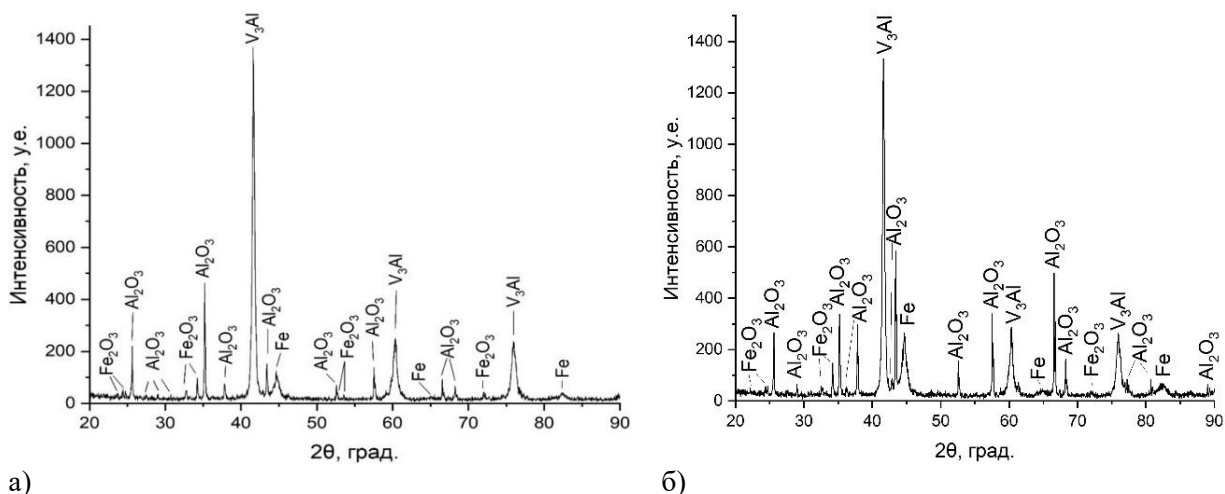 Интенсивность, у.е.
1400
1200
1000
800
600
400
200
0
Fe₂O₃
Al₂O₃
Al₂O₃
Fe₂O₃
Al₂O₃
Al₂O₃
V₃Al
Al₂O₃
Fe
Al₂O₃
Fe₂O₃
Al₂O₃
V₃Al
Fe
Al₂O₃
Fe₂O₃
V₃Al
Fe
20 30 40 50 60 70 80 90
2θ, град.
а)
Интенсивность, у.е.
1400
1200
1000
800
600
400
200
0
Fe₂O₃
Al₂O₃
Al₂O₃
Fe₂O₃
Al₂O₃
Al₂O₃
V₃Al
Al₂O₃
Fe
Al₂O₃
Al₂O₃
V₃Al
Fe
Al₂O₃
Al₂O₃
Fe₂O₃
V₃Al
Al₂O₃
Fe
Al₂O₃
20 30 40 50 60 70 80 90
2θ, град.
б)